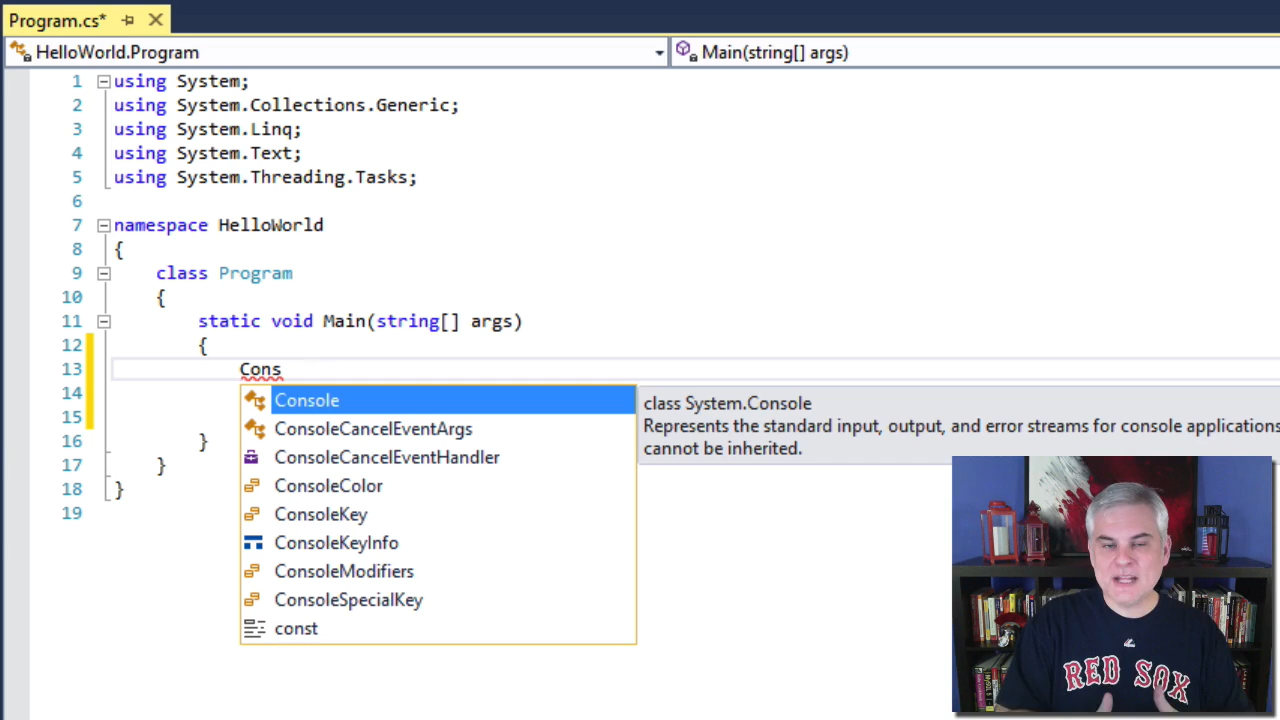 Program.cs*
HelloWorld.Program
Main(string[] args)
1 using System;
2 using System.Collections.Generic;
3 using System.Linq;
4 using System.Text;
5 using System.Threading.Tasks;
6
7 namespace HelloWorld
8 {
9 class Program
10 {
11 static void Main(string[] args)
12 {
13 Cons
14
15
16 }
17 }
18 }
19
Console
ConsoleCancelEventArgs
ConsoleCancelEventHandler
ConsoleColor
ConsoleKey
ConsoleKeyInfo
ConsoleModifiers
ConsoleSpecialKey
const
class System.Console
Represents the standard input, output, and error streams for console applications
cannot be inherited.
RED SOX